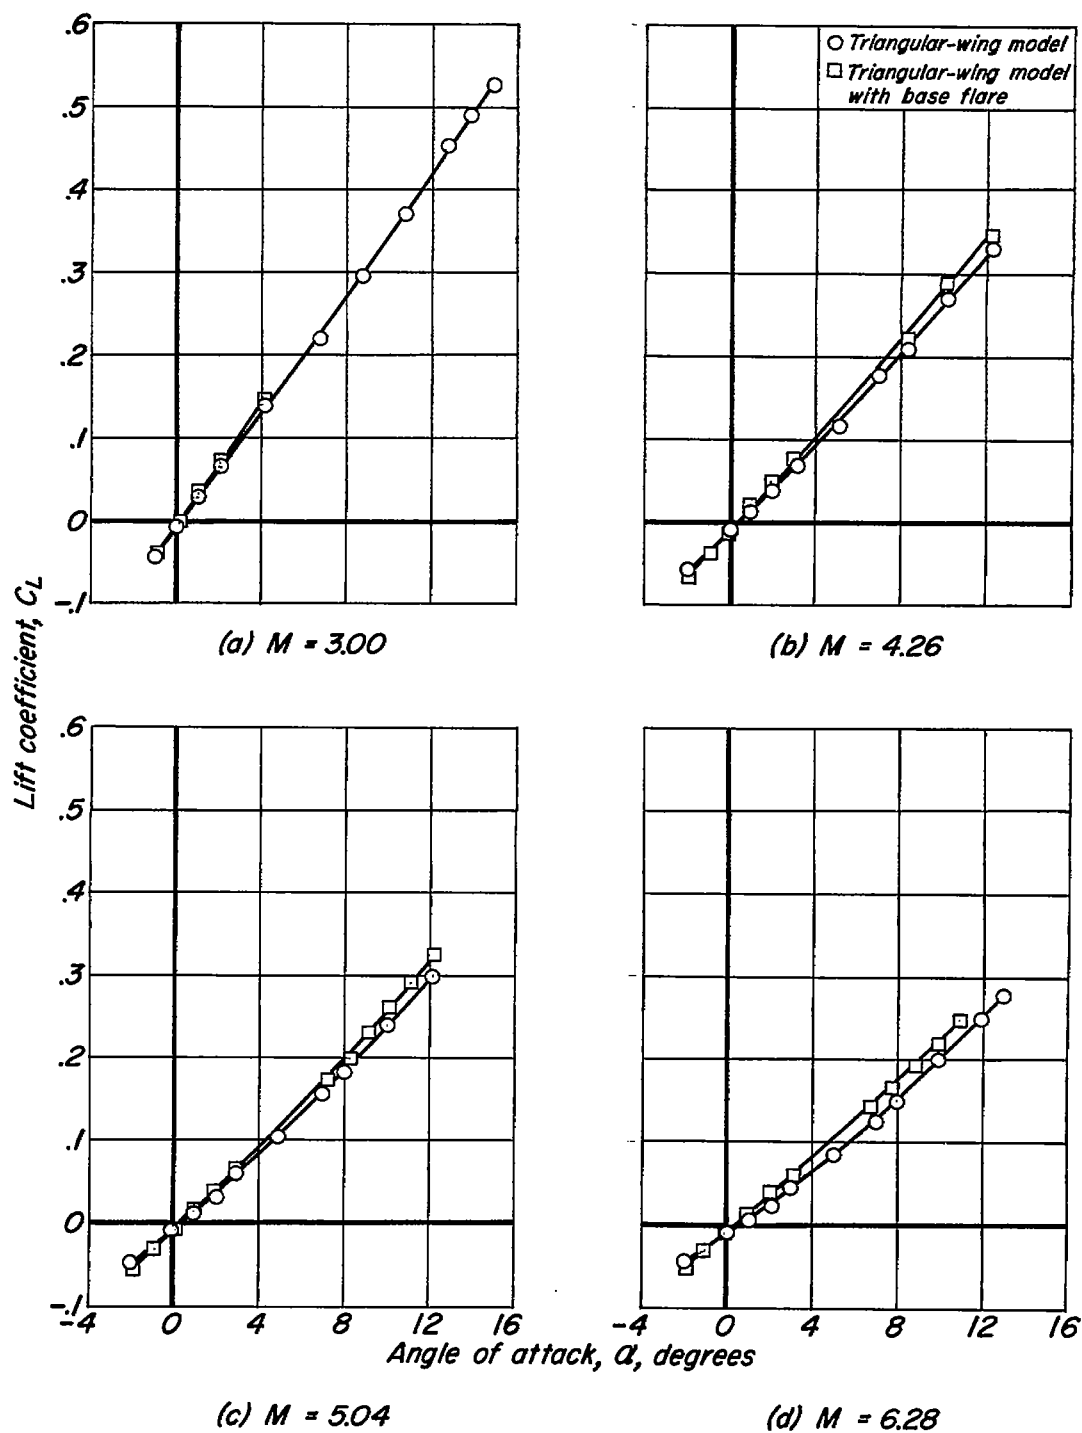 .6
.5
.4
.3
.2
.1
0
-.1
○ Triangular-wing model
□ Triangular-wing model
with base flare
(a) M = 3.00
(b) M = 4.26
Lift coefficient, CL
.6
.5
.4
.3
.2
.1
0
-.1
-4 0 4 8 12 16
-4 0 4 8 12 16
Angle of attack, α, degrees
(c) M = 5.04
(d) M = 6.28